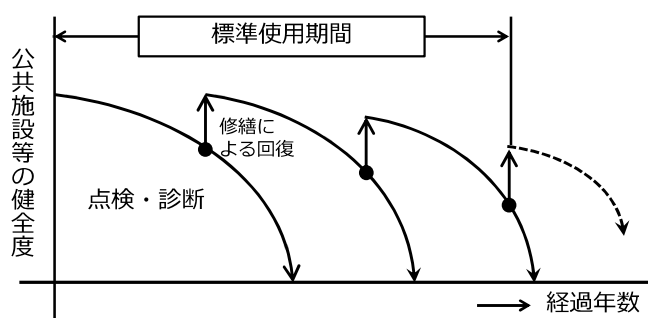 標準使用期間
公共施設等の健全度
修繕に
よる回復
点検・診断
経過年数